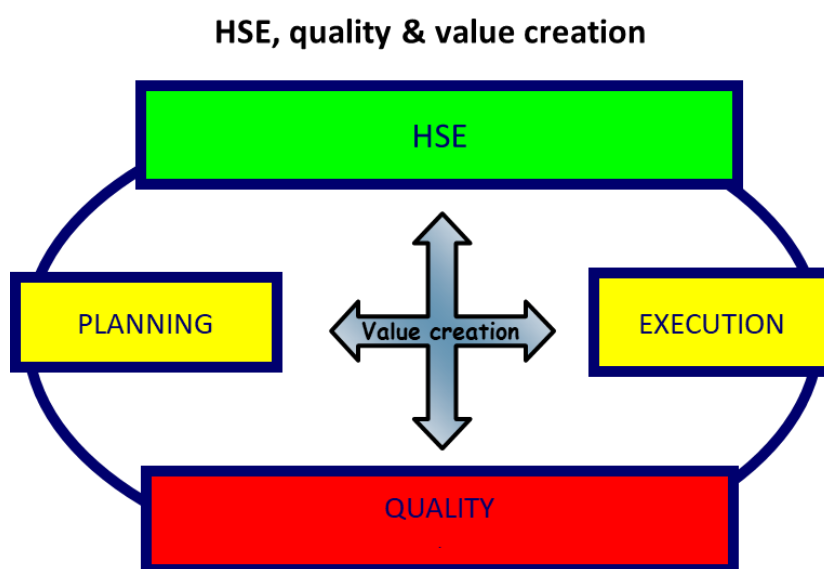 HSE, quality & value creation
HSE
PLANNING
Value creation
EXECUTION
QUALITY